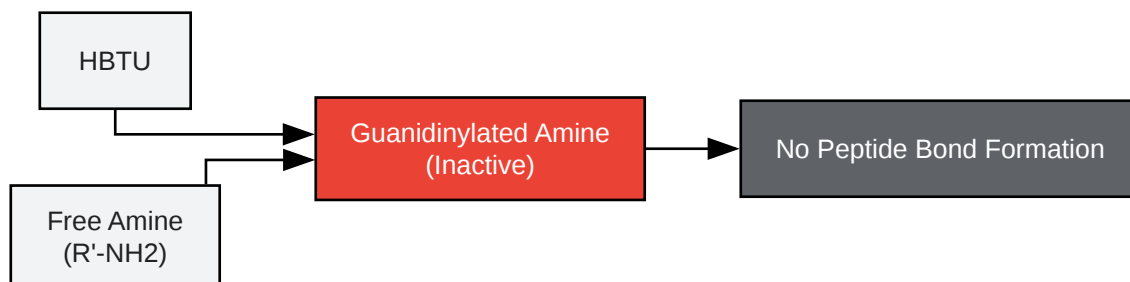 HBTU
Guanidinylated Amine
(Inactive)
No Peptide Bond Formation
Free Amine
(R'-NH2)